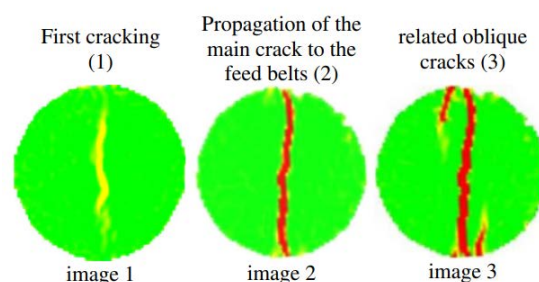 First cracking
(1)
Propagation of the
main crack to the
feed belts (2)
related oblique
cracks (3)
image 1
image 2
image 3